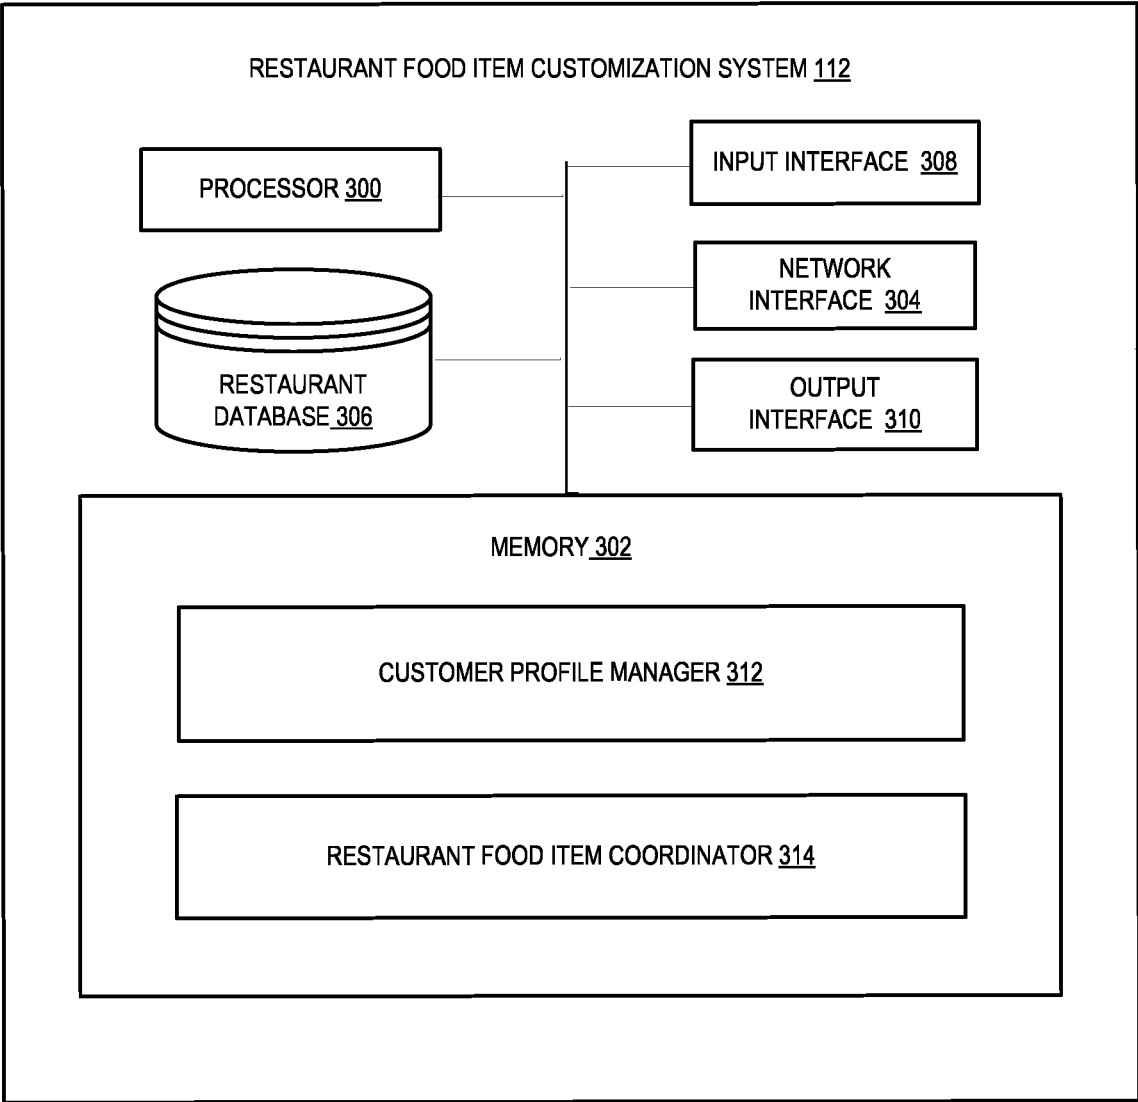 RESTAURANT FOOD ITEM CUSTOMIZATION SYSTEM 112
PROCESSOR 300
INPUT INTERFACE 308
NETWORK
INTERFACE 304
RESTAURANT
DATABASE 306
OUTPUT
INTERFACE 310
MEMORY 302
CUSTOMER PROFILE MANAGER 312
RESTAURANT FOOD ITEM COORDINATOR 314